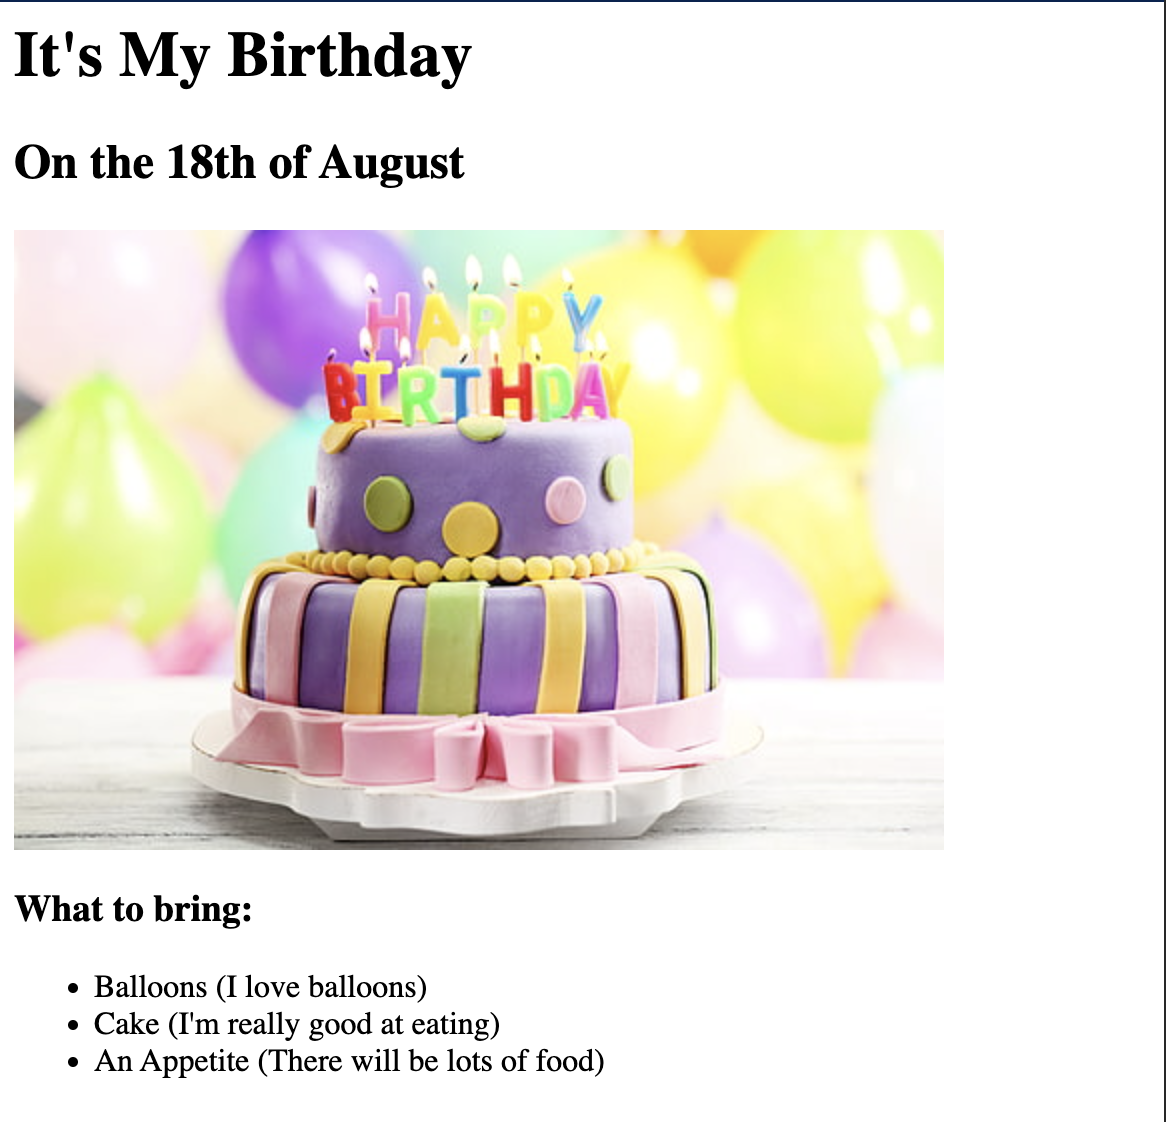 It's My Birthday
On the 18th of August
HAPPY
BIRTHDAY
What to bring:
Balloons (I love balloons)
Cake (I'm really good at eating)
An Appetite (There will be lots of food)